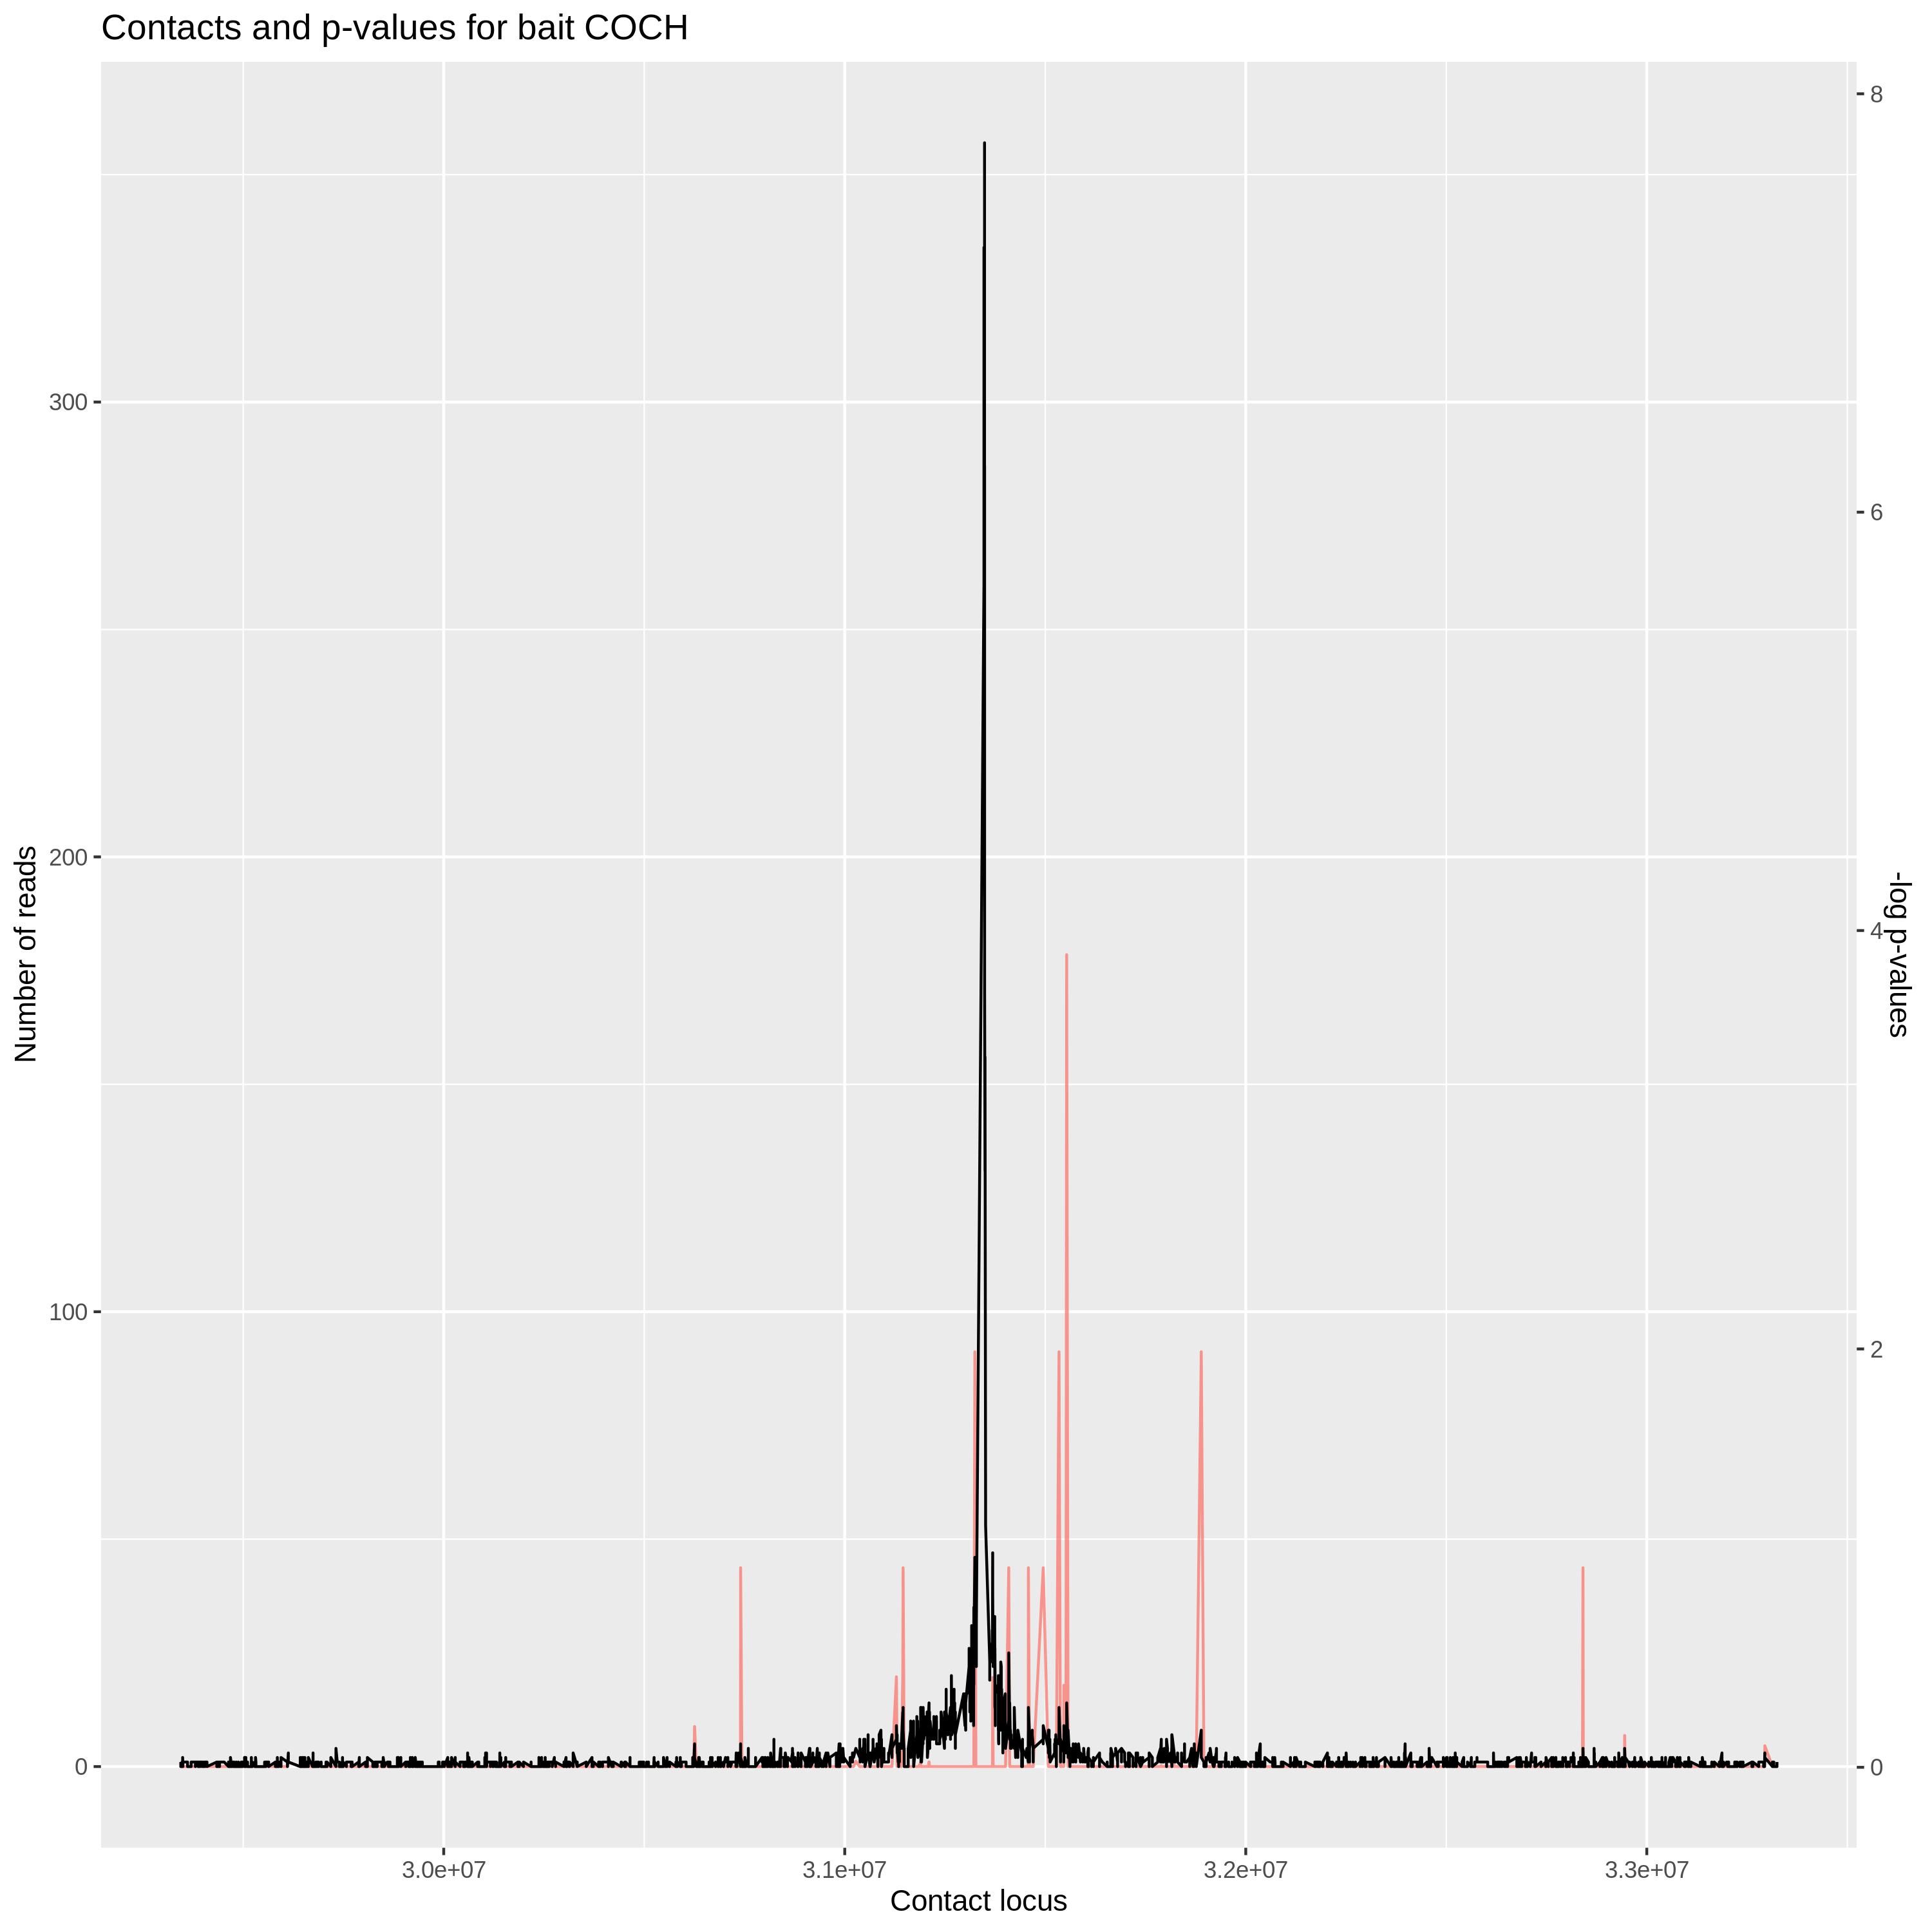 Contacts and p-values for bait COCH
8
6
4
2
0
300
200
100
0
Number of reads
-log p-values
3.0e+07
3.1e+07
3.2e+07
3.3e+07
Contact locus